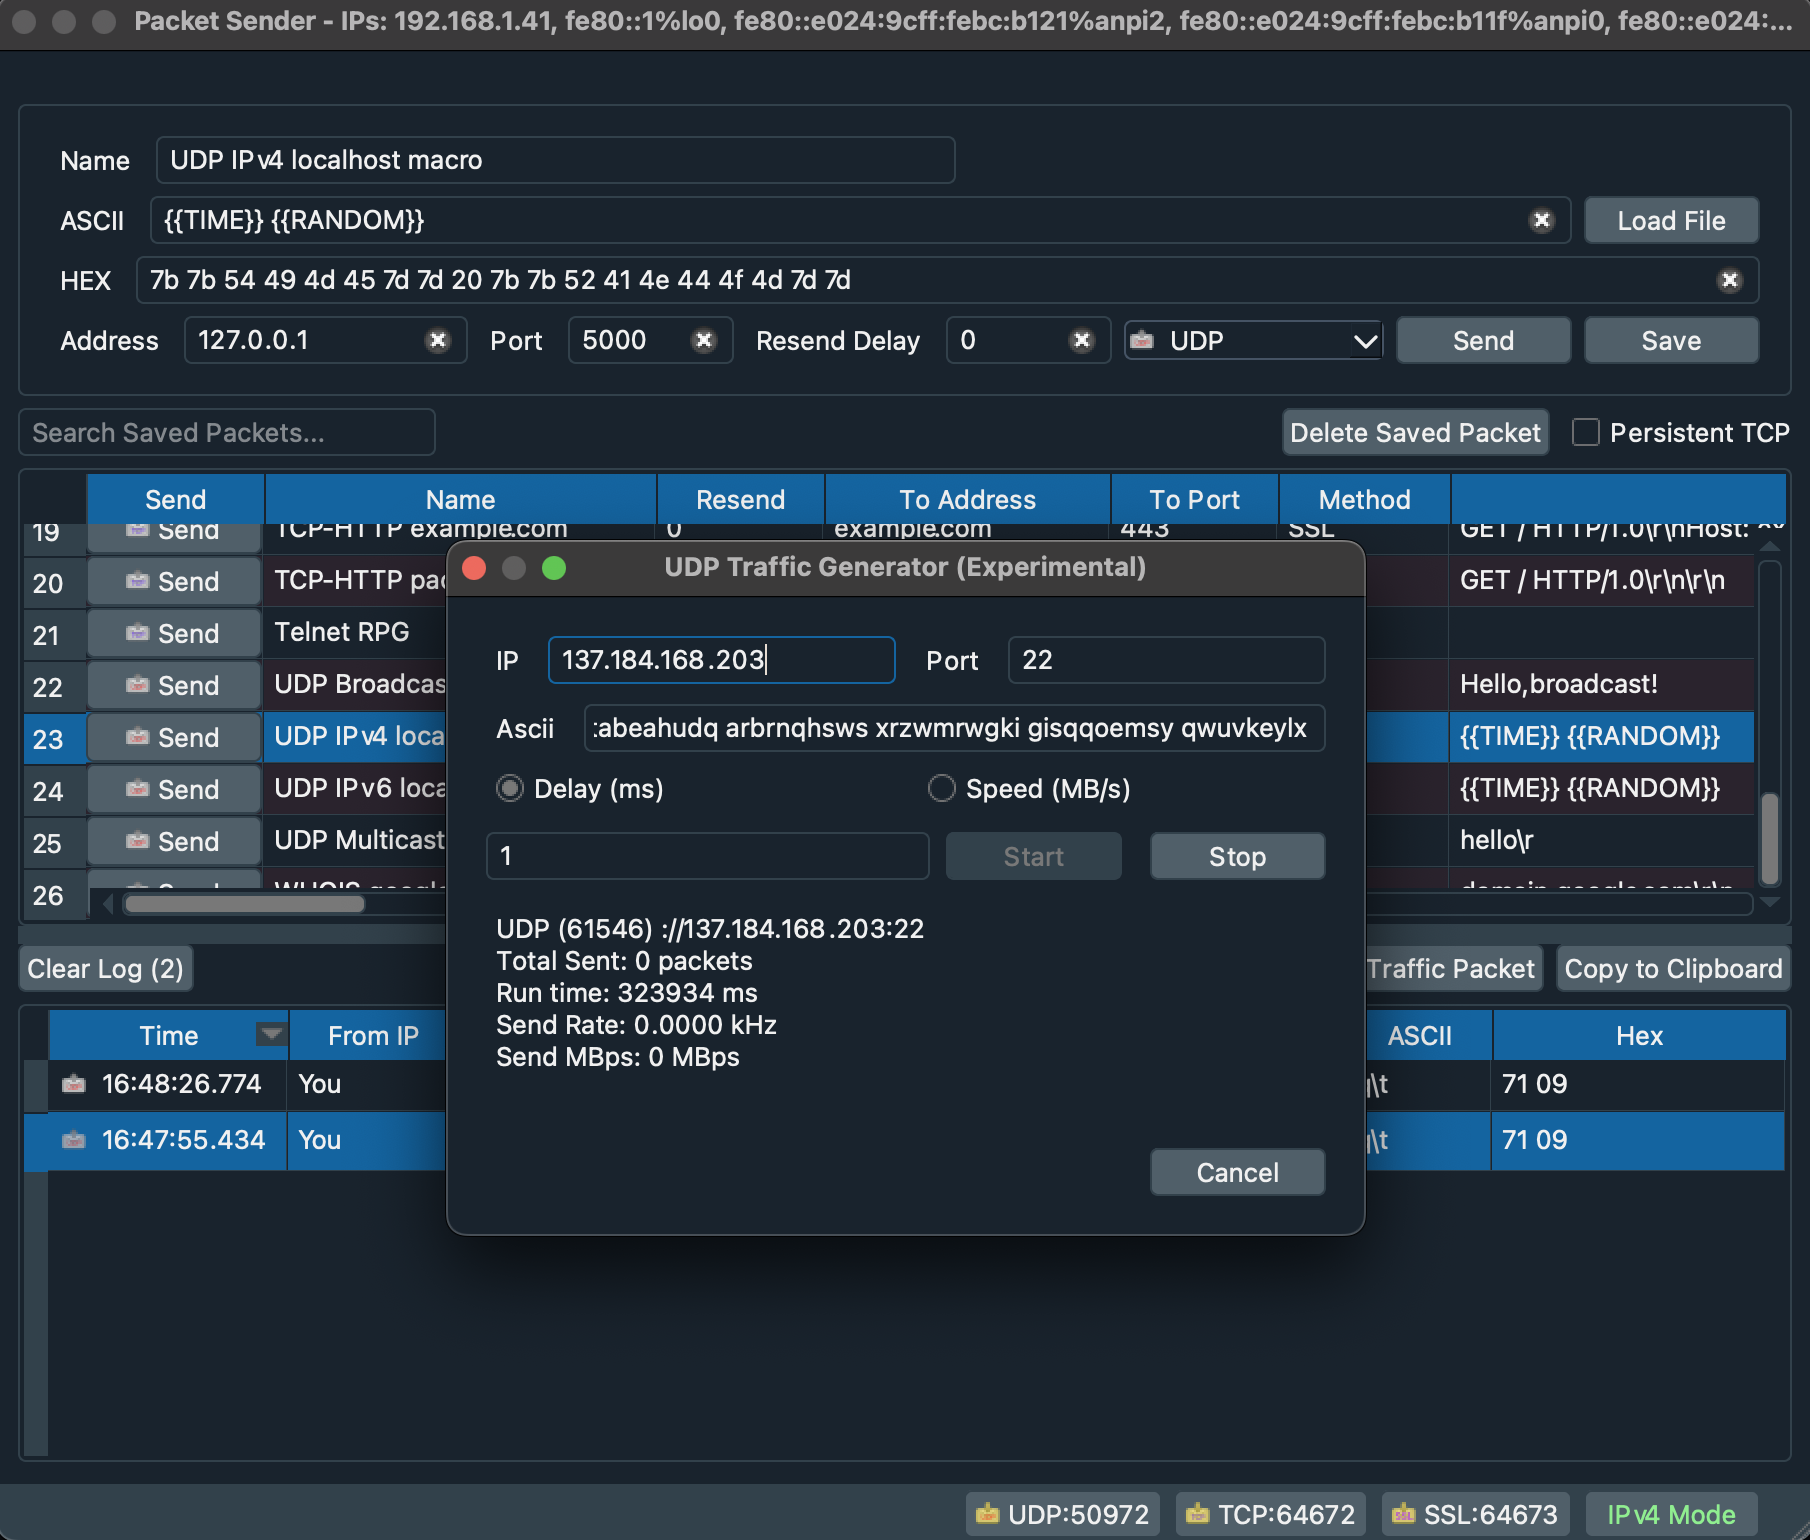 Packet Sender - IPs: 192.168.1.41, fe80::1%lo0, fe80::e024:9cff:febc:b121%anpi2, fe80::e024:9cff:febc:b11f%anpi0, fe80::e024:...
Name UDP IPv4 localhost macro
ASCII {{TIME}} {{RANDOM}} Load File
HEX 7b 7b 54 49 4d 45 7d 7d 20 7b 7b 52 41 4e 44 4f 4d 7d 7d
Address 127.0.0.1 Port 5000 Resend Delay 0 UDP Send Save
Search Saved Packets... Delete Saved Packet Persistent TCP
Send Name Resend To Address To Port Method
19 Send TCP-HTTP example.com 0 example.com 443 SSL GET / HTTP/1.0\r\nHost:
20 Send TCP-HTTP GET / HTTP/1.0\r\n\r\n
21 Send Telnet RPG
22 Send UDP Hello,broadcast!
23 Send UDP IPv4 {{TIME}} {{RANDOM}}
24 Send UDP IPv6 {{TIME}} {{RANDOM}}
25 Send UDP Multicast hello\r
26
UDP Traffic Generator (Experimental)
IP 137.184.168.203 Port 22
Ascii :abeahudq arbrnqhsws xrzwmrwgki gisqqoemsy qwuvkeylx
Delay (ms) Speed (MB/s)
1 Start Stop
UDP (61546) ://137.184.168.203:22
Total Sent: 0 packets
Run time: 323934 ms
Send Rate: 0.0000 kHz
Send MBps: 0 MBps
Cancel
Clear Log (2) Traffic Packet Copy to Clipboard
Time From IP ASCII Hex
16:48:26.774 You \t 71 09
16:47:55.434 You \t 71 09
UDP:50972 TCP:64672 SSL:64673 IPv4 Mode